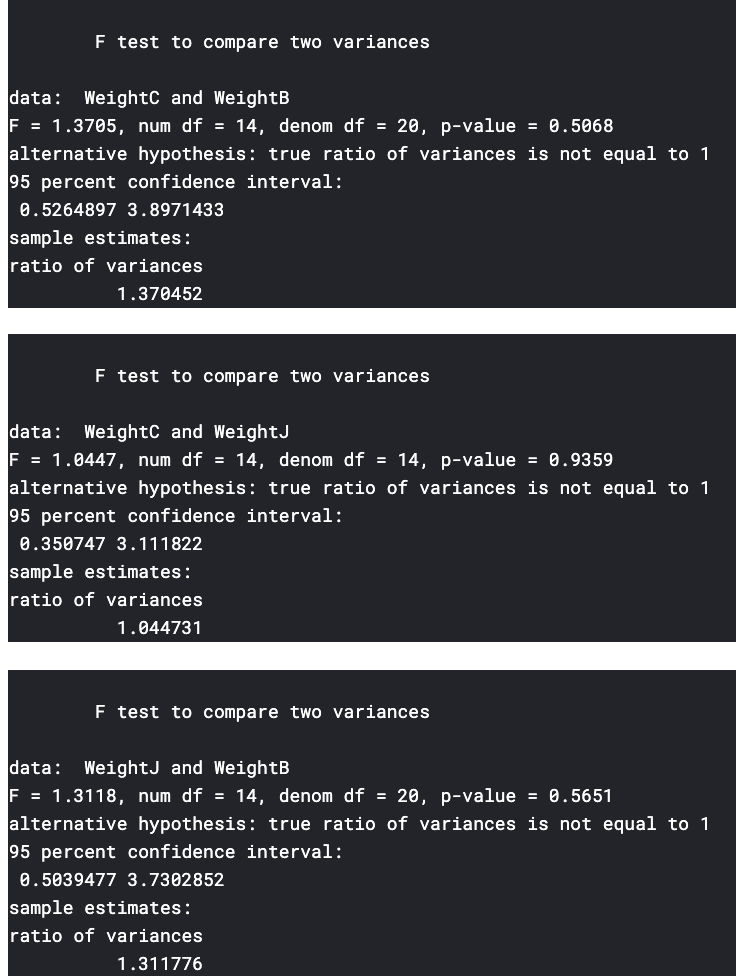 F test to compare two variances
data:  WeightC and WeightB
F = 1.3705, num df = 14, denom df = 20, p-value = 0.5068
alternative hypothesis: true ratio of variances is not equal to 1
95 percent confidence interval:
0.5264897 3.8971433
sample estimates:
ratio of variances
1.370452
F test to compare two variances
data:  WeightC and WeightJ
F = 1.0447, num df = 14, denom df = 14, p-value = 0.9359
alternative hypothesis: true ratio of variances is not equal to 1
95 percent confidence interval:
0.350747 3.111822
sample estimates:
ratio of variances
1.044731
F test to compare two variances
data:  WeightJ and WeightB
F = 1.3118, num df = 14, denom df = 20, p-value = 0.5651
alternative hypothesis: true ratio of variances is not equal to 1
95 percent confidence interval:
0.5039477 3.7302852
sample estimates:
ratio of variances
1.311776